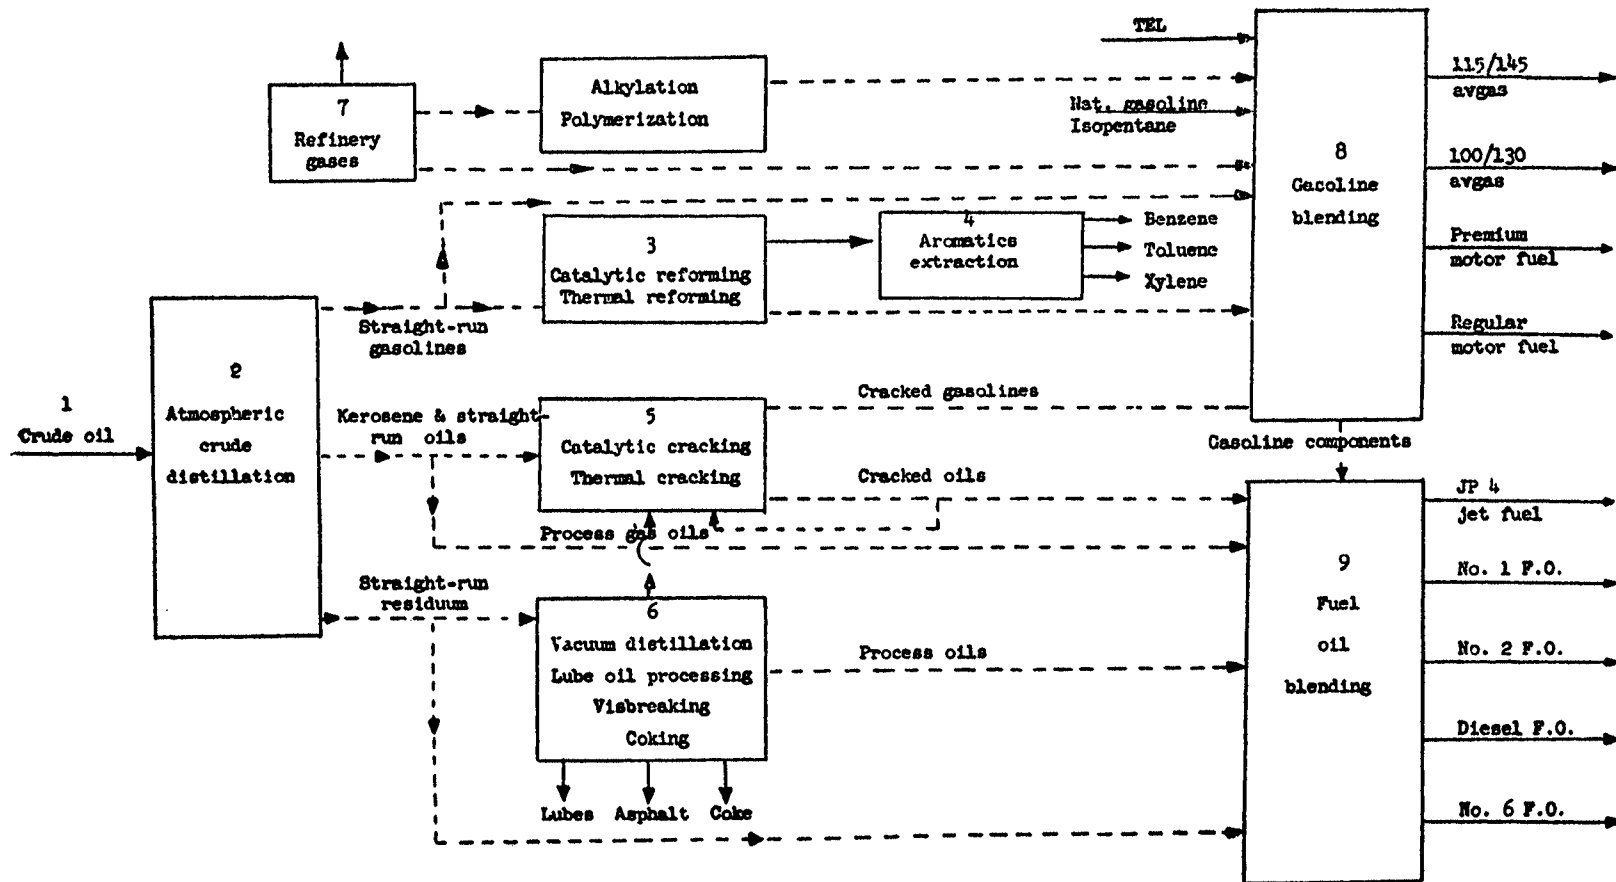 TEL
115/145
avgas
7
Refinery
gases
Alkylation
Polymerization
Nat. gasoline
Isopentane
8
Gasoline
blending
100/130
avgas
3
Catalytic reforming
Thermal reforming
4
Aromatics
extraction
Benzene
Toluene
Xylene
Premium
motor fuel
Straight-run
gasolines
Regular
motor fuel
1
Crude oil
2
Atmospheric
crude
distillation
Kerosene & straight-
run oils
5
Catalytic cracking
Thermal cracking
Cracked gasolines
Gasoline components
Cracked oils
JP 4
jet fuel
Process gas oils
9
Fuel
oil
blending
No. 1 F.O.
Straight-run
residuum
6
Vacuum distillation
Lube oil processing
Visbreaking
Coking
Process oils
No. 2 F.O.
Diesel F.O.
Lubes Asphalt Coke
No. 6 F.O.